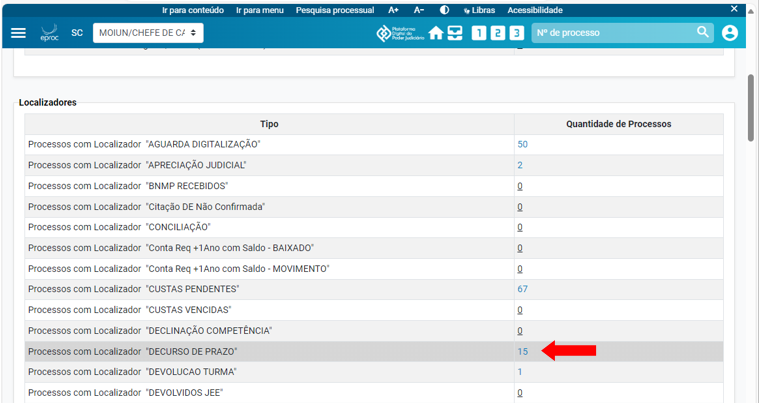 Ir para conteúdo Ir para menu Pesquisa processual A+ A- Libras Acessibilidade ×
eproc SC MOIUN/CHEFE DE CA Plataforma Digital do Poder Judiciário 1 2 3 Nº de processo
Localizadores
Tipo Quantidade de Processos
Processos com Localizador "AGUARDA DIGITALIZAÇÃO" 50
Processos com Localizador "APRECIAÇÃO JUDICIAL" 2
Processos com Localizador "BNMP RECEBIDOS" 0
Processos com Localizador "Citação DE Não Confirmada" 0
Processos com Localizador "CONCILIAÇÃO" 0
Processos com Localizador "Conta Req +1Ano com Saldo - BAIXADO" 0
Processos com Localizador "Conta Req +1Ano com Saldo - MOVIMENTO" 0
Processos com Localizador "CUSTAS PENDENTES" 67
Processos com Localizador "CUSTAS VENCIDAS" 0
Processos com Localizador "DECLINAÇÃO COMPETÊNCIA" 0
Processos com Localizador "DECURSO DE PRAZO" 15
Processos com Localizador "DEVOLUCAO TURMA" 1
Processos com Localizador "DEVOLVIDOS JEE" 0